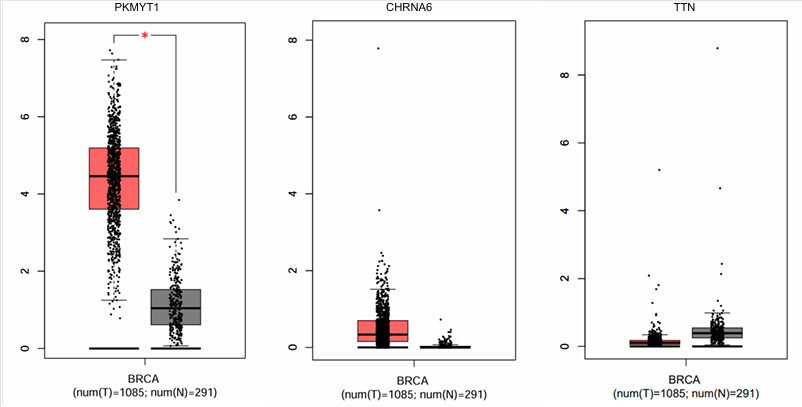 PKMYT1
*
8
6
4
2
0
BRCA
(num(T)=1085; num(N)=291)
CHRNA6
8
6
4
2
0
BRCA
(num(T)=1085; num(N)=291)
TTN
8
6
4
2
0
BRCA
(num(T)=1085; num(N)=291)